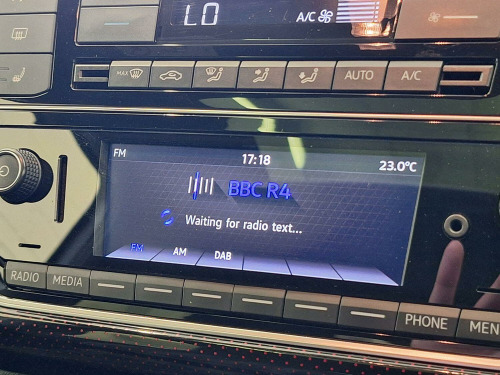 LO
A/C
MAX
AUTO
A/C
FM
17:18
23.0°C
BBC R4
Waiting for radio text...
FM
AM
DAB
RADIO
MEDIA
PHONE
MEN